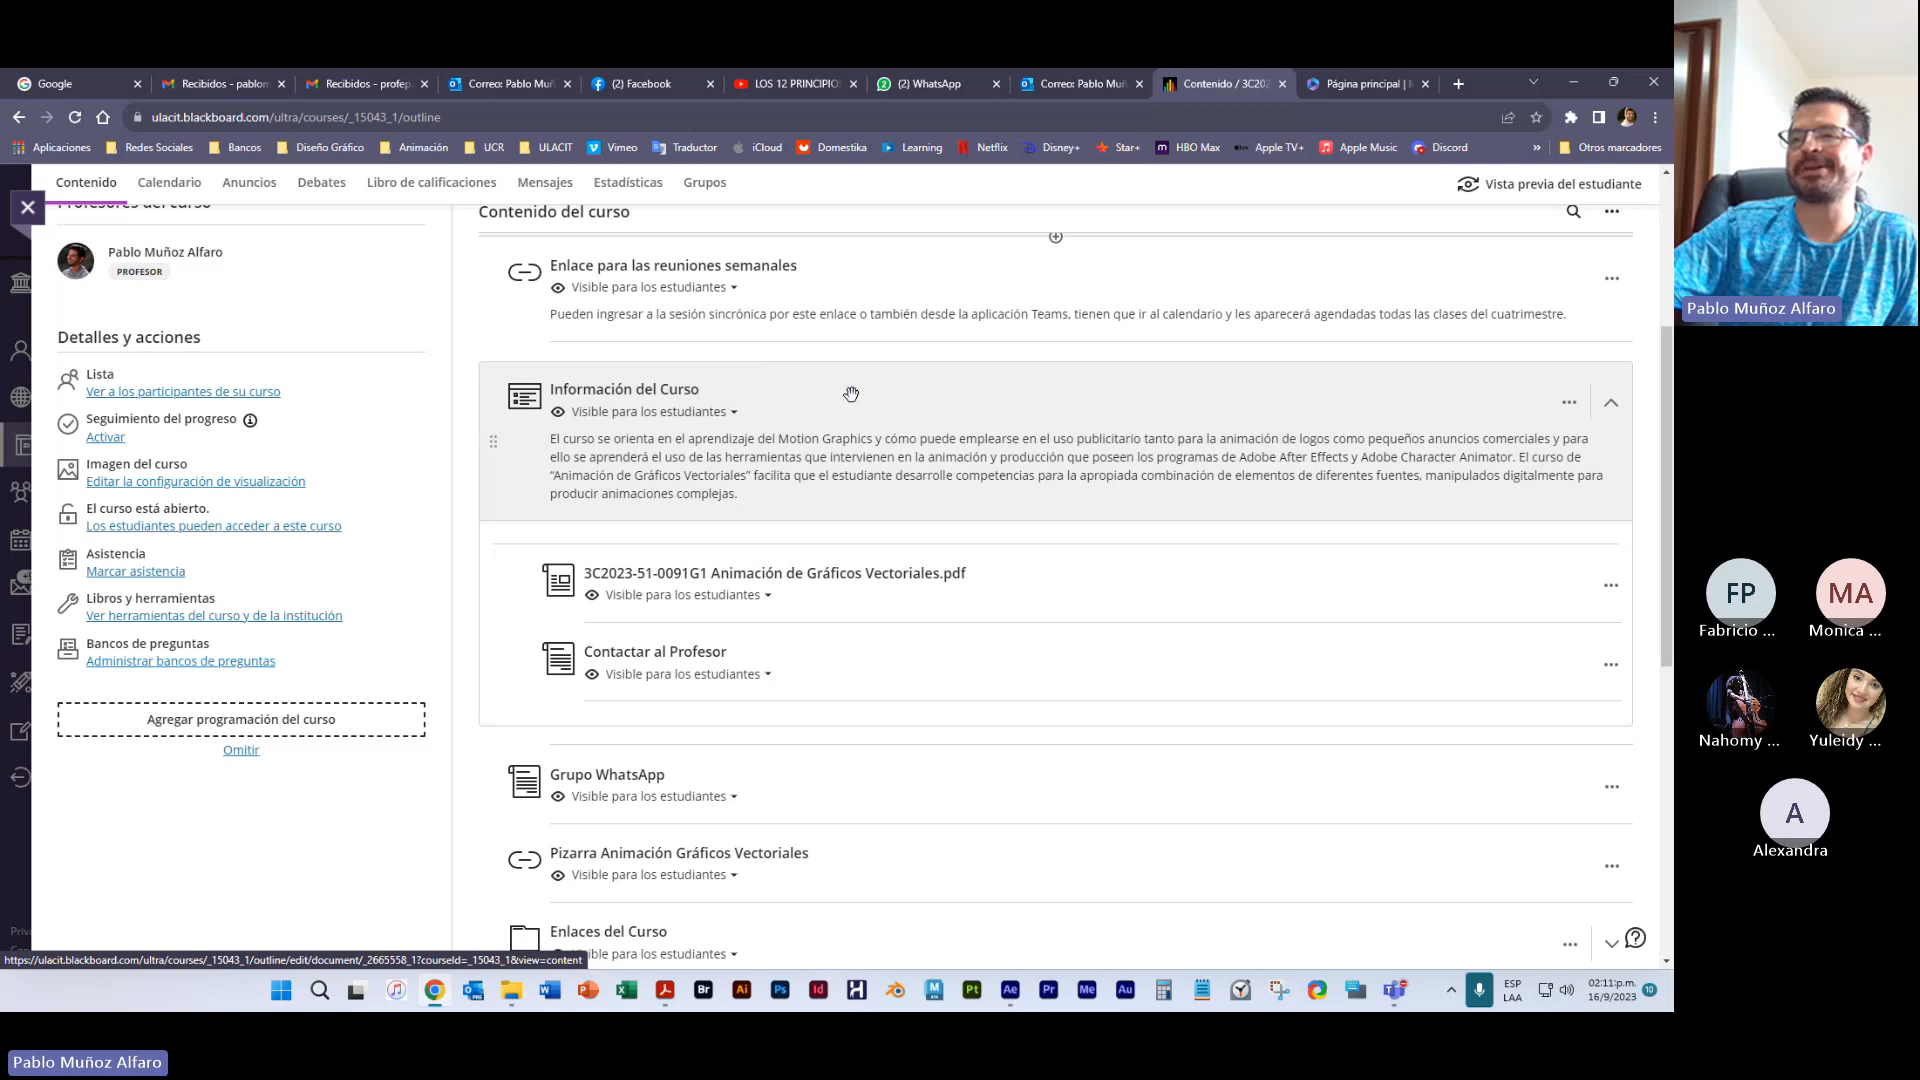 Google
Recibidos - pablom
Recibidos - profep
Correo: Pablo Muñ
(2) Facebook
LOS 12 PRINCIPIOS
(2) WhatsApp
Correo: Pablo Muñ
Contenido / 3C202
Página principal |
ulacit.blackboard.com/ultra/courses/_15043_1/outline
Aplicaciones
Redes Sociales
Bancos
Diseño Gráfico
Animación
UCR
ULACIT
Vimeo
Traductor
iCloud
Domestika
Learning
Netflix
Disney+
Star+
HBO Max
Apple TV+
Apple Music
Discord
»
Otros marcadores
Contenido
Calendario
Anuncios
Debates
Libro de calificaciones
Mensajes
Estadísticas
Grupos
Vista previa del estudiante
Profesores del curso
Pablo Muñoz Alfaro
PROFESOR
Detalles y acciones
Lista
Ver a los participantes de su curso
Seguimiento del progreso
Activar
Imagen del curso
Editar la configuración de visualización
El curso está abierto.
Los estudiantes pueden acceder a este curso
Asistencia
Marcar asistencia
Libros y herramientas
Ver herramientas del curso y de la institución
Bancos de preguntas
Administrar bancos de preguntas
Agregar programación del curso
Omitir
Contenido del curso
Enlace para las reuniones semanales
Visible para los estudiantes
Pueden ingresar a la sesión sincrónica por este enlace o también desde la aplicación Teams, tienen que ir al calendario y les aparecerá agendadas todas las clases del cuatrimestre.
Información del Curso
Visible para los estudiantes
El curso se orienta en el aprendizaje del Motion Graphics y cómo puede emplearse en el uso publicitario tanto para la animación de logos como pequeños anuncios comerciales y para
ello se aprenderá el uso de las herramientas que intervienen en la animación y producción que poseen los programas de Adobe After Effects y Adobe Character Animator. El curso de
“Animación de Gráficos Vectoriales” facilita que el estudiante desarrolle competencias para la apropiada combinación de elementos de diferentes fuentes, manipulados digitalmente para
producir animaciones complejas.
3C2023-51-0091G1 Animación de Gráficos Vectoriales.pdf
Visible para los estudiantes
Contactar al Profesor
Visible para los estudiantes
Grupo WhatsApp
Visible para los estudiantes
Pizarra Animación Gráficos Vectoriales
Visible para los estudiantes
Enlaces del Curso
Visible para los estudiantes
https://ulacit.blackboard.com/ultra/courses/_15043_1/outline/edit/document/_2665558_1?courseId=_15043_1&view=content
Br
Ai
Ps
Id
Pt
Ae
Pr
Me
Au
ESP
LAA
02:11p.m.
16/9/2023
10
Pablo Muñoz Alfaro
FP
Fabricio ...
MA
Monica ...
Nahomy ...
Yuleidy ...
A
Alexandra
Pablo Muñoz Alfaro